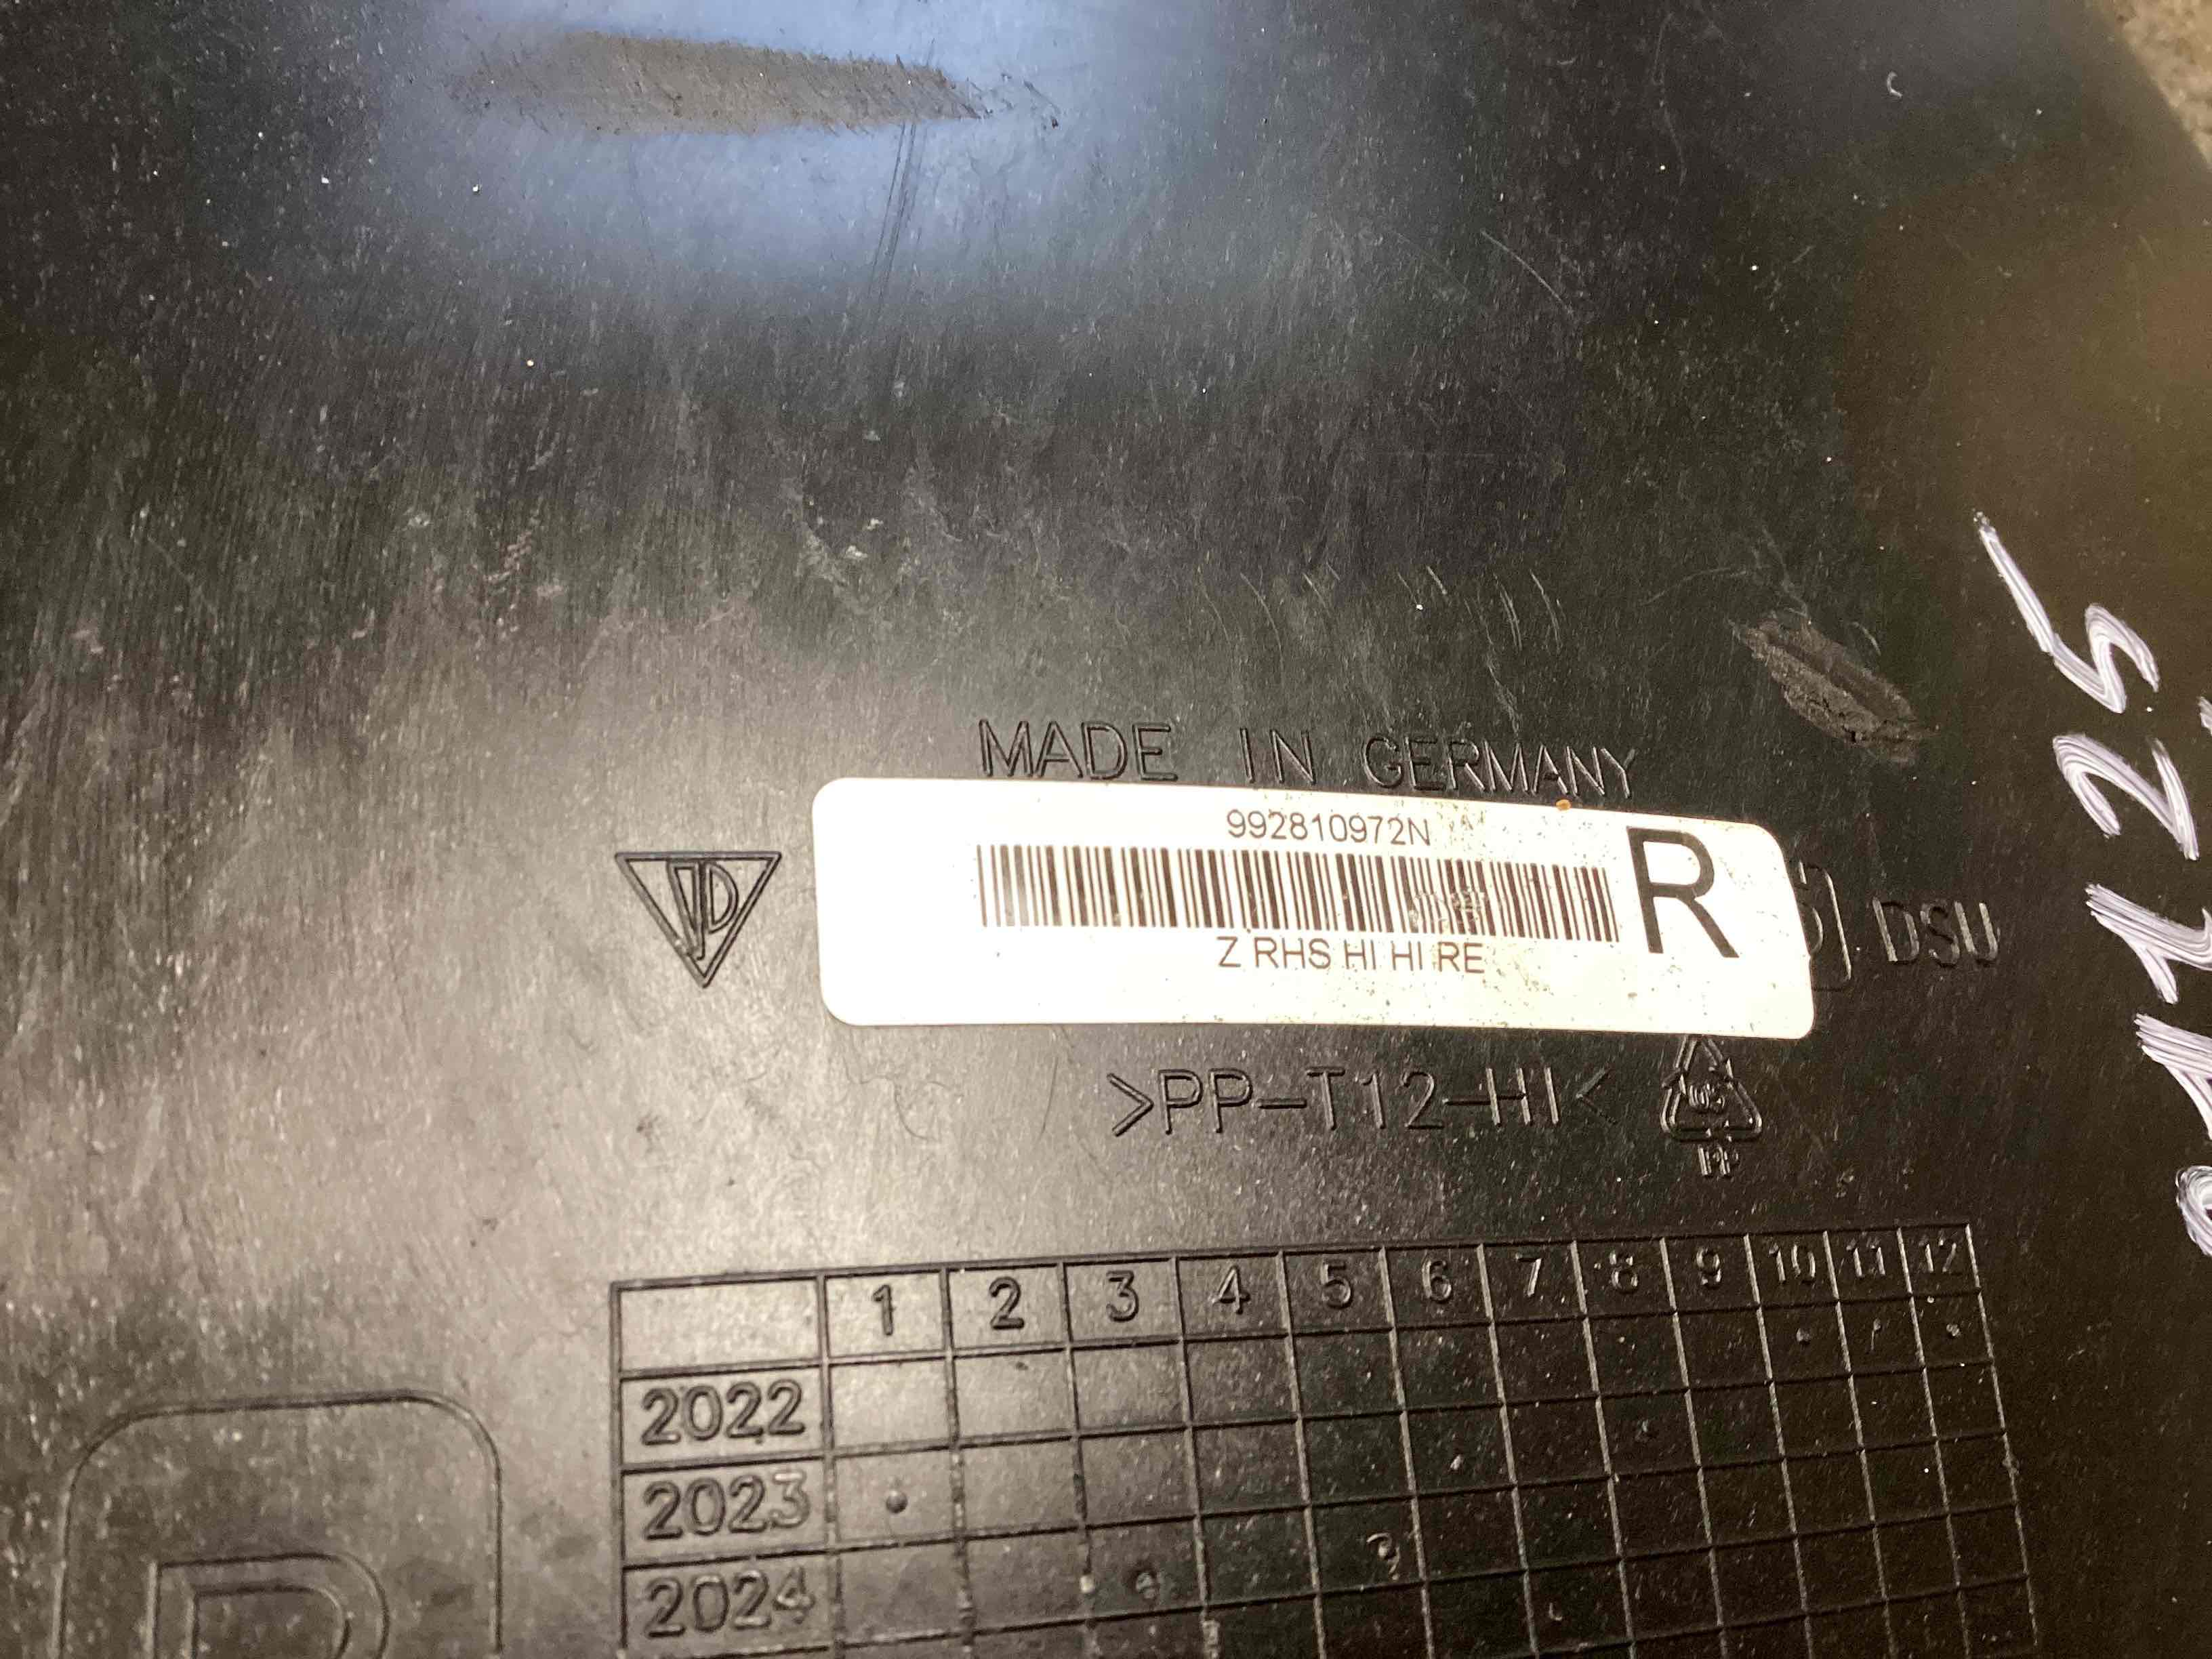 MADE IN GERMANY
992810972N
R
Z RHS HI HI RE
DSU
>PP-T12-HI<
PP
1 2 3 4 5 6 7 8 9 10 11 12
2022
2023
2024